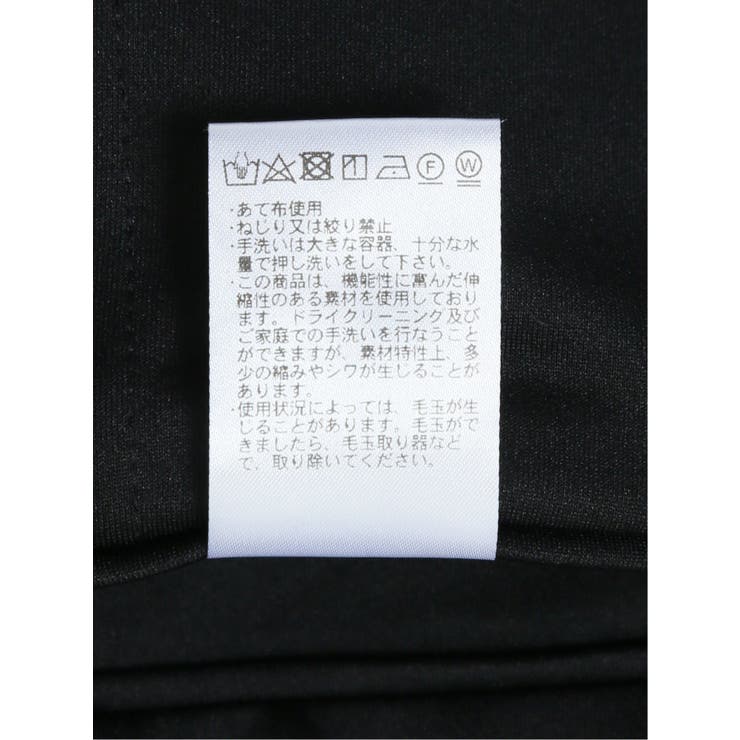 F W
・あて布使用
・ねじり又は絞り禁止
・手洗いは大きな容器、十分な水
量で押し洗いをして下さい。
・この商品は、機能性に富んだ伸
縮性のある素材を使用しており
ます。ドライクリーニング及び
ご家庭での手洗いを行なうこと
ができますが、素材特性上、多
少の縮みやシワが生じることが
あります。
・使用状況によっては、毛玉が生
じることがあります。毛玉がで
きましたら、毛玉取り器など
で、取り除いてください。